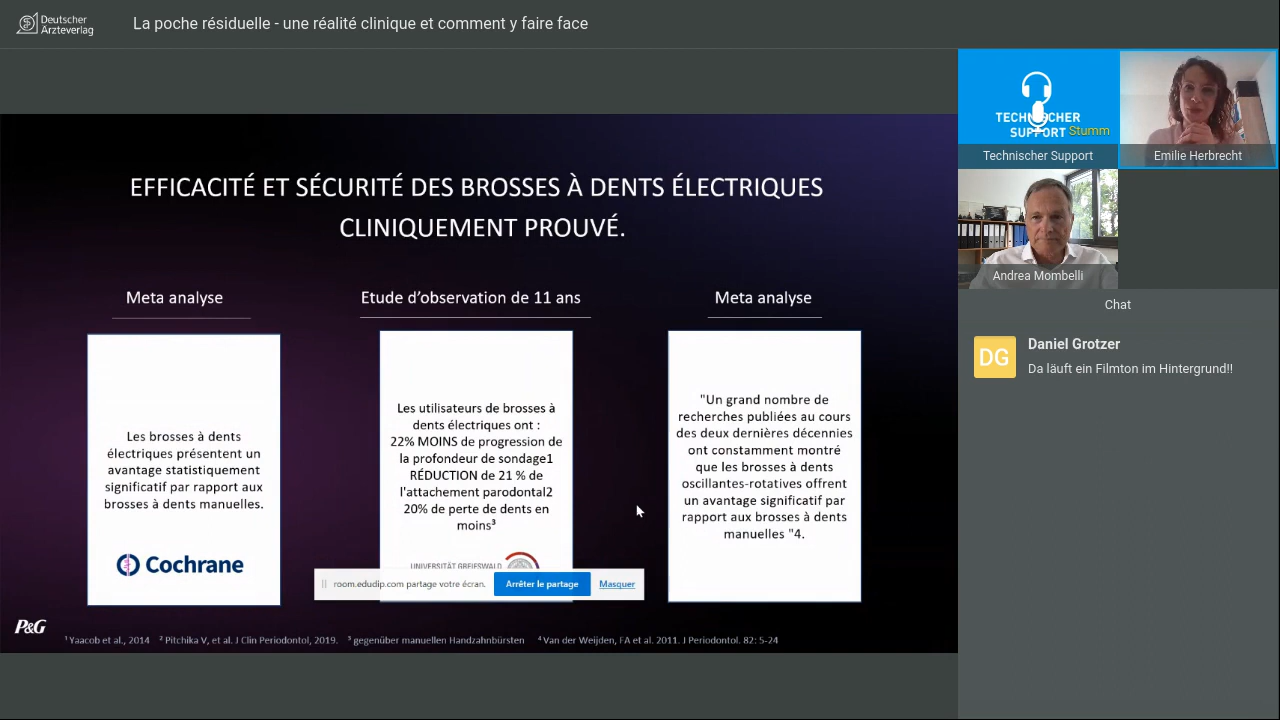 Deutscher
Ärzteverlag
La poche résiduelle - une réalité clinique et comment y faire face
EFFICACITÉ ET SÉCURITÉ DES BROSSES À DENTS ÉLECTRIQUES
CLINIQUEMENT PROUVÉ.
Meta analyse
Les brosses à dents
électriques présentent un
avantage statistiquement
significatif par rapport aux
brosses à dents manuelles.
Cochrane
Etude d'observation de 11 ans
Les utilisateurs de brosses à
dents électriques ont :
22% MOINS de progression de
la profondeur de sondage1
RÉDUCTION de 21 % de
l'attachement parodontal2
20% de perte de dents en
moins³
UNIVERSITÄT GREIFSWALD
Meta analyse
"Un grand nombre de
recherches publiées au cours
des deux dernières décennies
ont constamment montré
que les brosses à dents
oscillantes-rotatives offrent
un avantage significatif par
rapport aux brosses à dents
manuelles "4.
room.edudip.com partage votre écran.
Arrêter le partage
Masquer
P&G
¹ Yaacob et al., 2014 ² Pitchika V, et al. J Clin Periodontol, 2019. ³ gegenüber manuellen Handzahnbürsten ⁴ Van der Weijden, FA et al. 2011. J Periodontol. 82: 5-24
TECHNISCHER
SUPPORT
Stumm
Technischer Support
Emilie Herbrecht
Andrea Mombelli
Chat
DG
Daniel Grotzer
Da läuft ein Filmton im Hintergrund!!